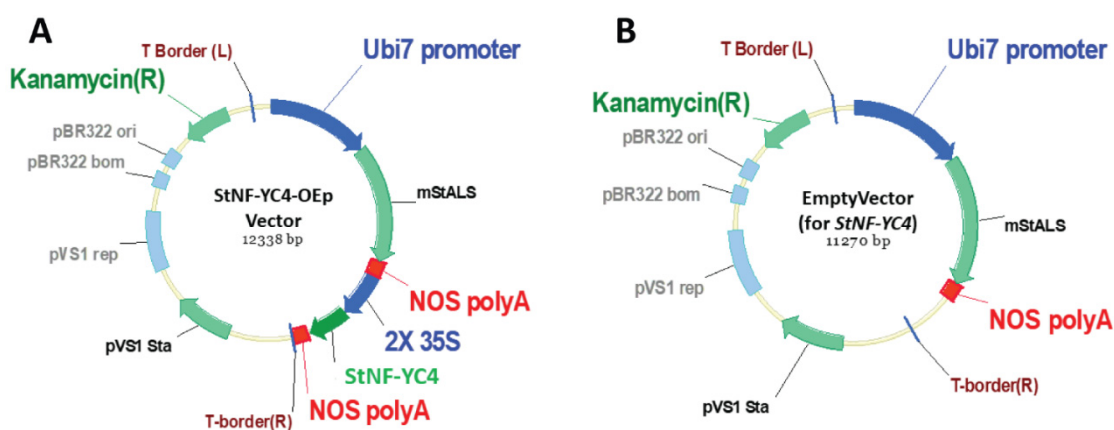 A
T Border (L)
Ubi7 promoter
Kanamycin(R)
pBR322 ori
pBR322 bom
StNF-YC4-OEp
Vector
12338 bp
mStALS
pVS1 rep
NOS polyA
2X 35S
pVS1 Sta
StNF-YC4
T-border(R)
NOS polyA
B
T Border (L)
Ubi7 promoter
Kanamycin(R)
pBR322 ori
pBR322 bom
EmptyVector
(for StNF-YC4)
11270 bp
mStALS
pVS1 rep
NOS polyA
T-border(R)
pVS1 Sta